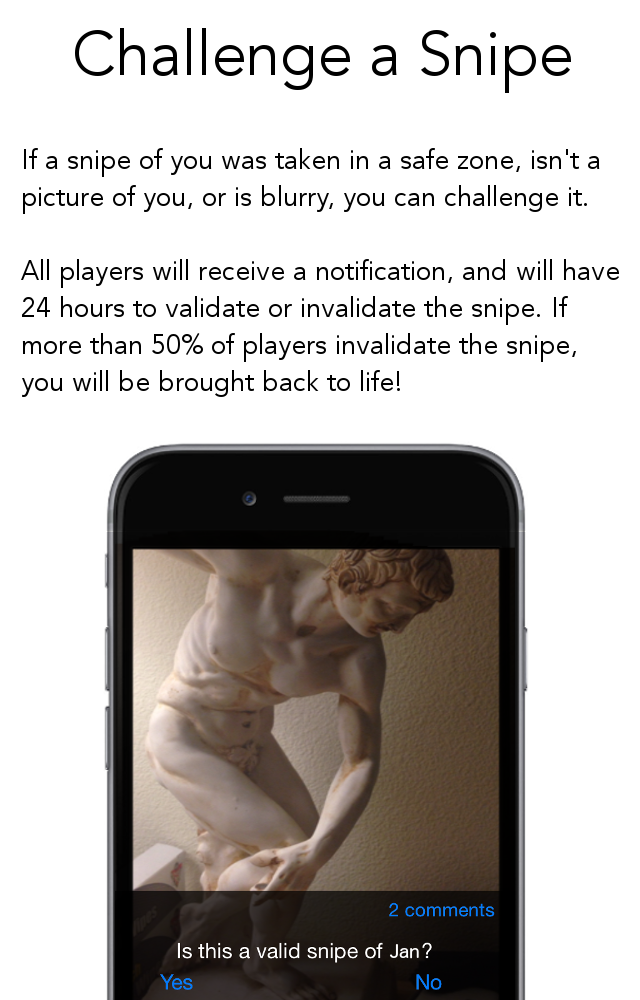 Challenge a Snipe
If a snipe of you was taken in a safe zone, isn't a
picture of you, or is blurry, you can challenge it.
All players will receive a notification, and will have
24 hours to validate or invalidate the snipe. If
more than 50% of players invalidate the snipe,
you will be brought back to life!
2 comments
Is this a valid snipe of Jan?
Yes No